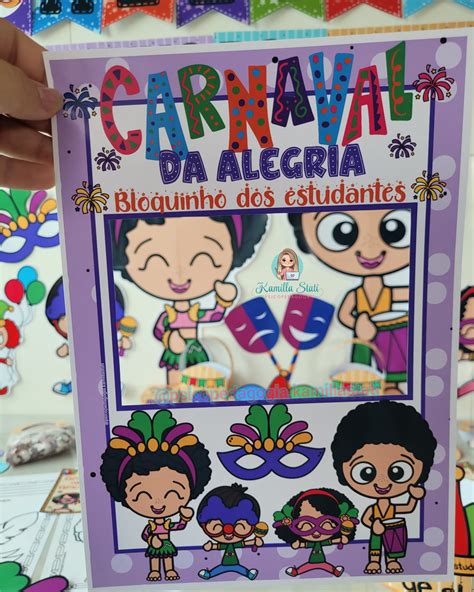 CARNAVAL
DA ALEGRIA
Bloquinho dos estudantes
Kamilla Stati